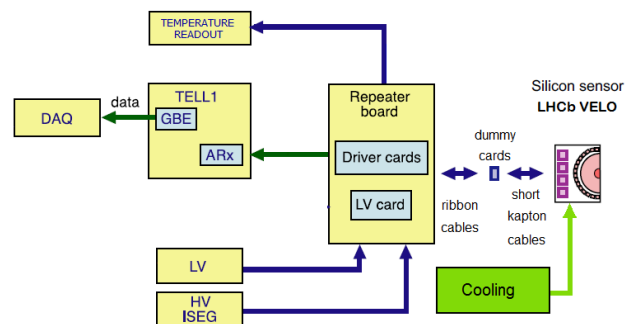 TEMPERATURE
READOUT
TELL1
data
GBE
DAQ
ARx
Repeater
board
Driver cards
LV card
Silicon sensor
LHCb VELO
dummy
cards
ribbon
cables
short
kapton
cables
LV
HV
ISEG
Cooling